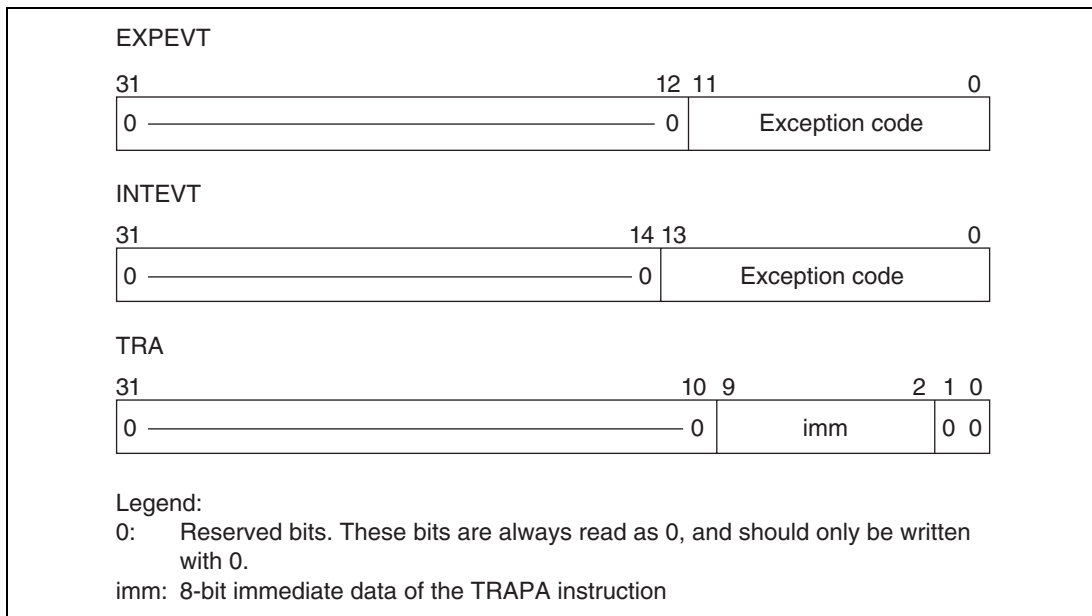 EXPEVT
31 12 11 0
0 0 Exception code
INTEVT
31 14 13 0
0 0 Exception code
TRA
31 10 9 2 1 0
0 0 imm 0 0
Legend:
0: Reserved bits. These bits are always read as 0, and should only be written
with 0.
imm: 8-bit immediate data of the TRAPA instruction